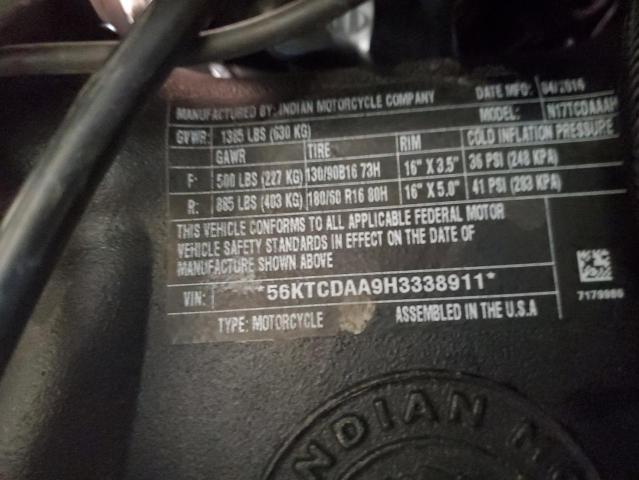 MANUFACTURED BY: INDIAN MOTORCYCLE COMPANY DATE MFD: 04/2016
GVWR: 1385 LBS (630 KG) MODEL: N17TCDAAAH
GAWR TIRE RIM COLD INFLATION PRESSURE
F: 500 LBS (227 KG) 130/90B16 73H 16" X 3.5" 36 PSI (248 KPA)
R: 885 LBS (403 KG) 180/60 R16 80H 16" X 5.0" 41 PSI (283 KPA)
THIS VEHICLE CONFORMS TO ALL APPLICABLE FEDERAL MOTOR
VEHICLE SAFETY STANDARDS IN EFFECT ON THE DATE OF
MANUFACTURE SHOWN ABOVE
VIN: *56KTCDAA9H3338911*
7179986
TYPE: MOTORCYCLE ASSEMBLED IN THE U.S.A
INDIAN MO